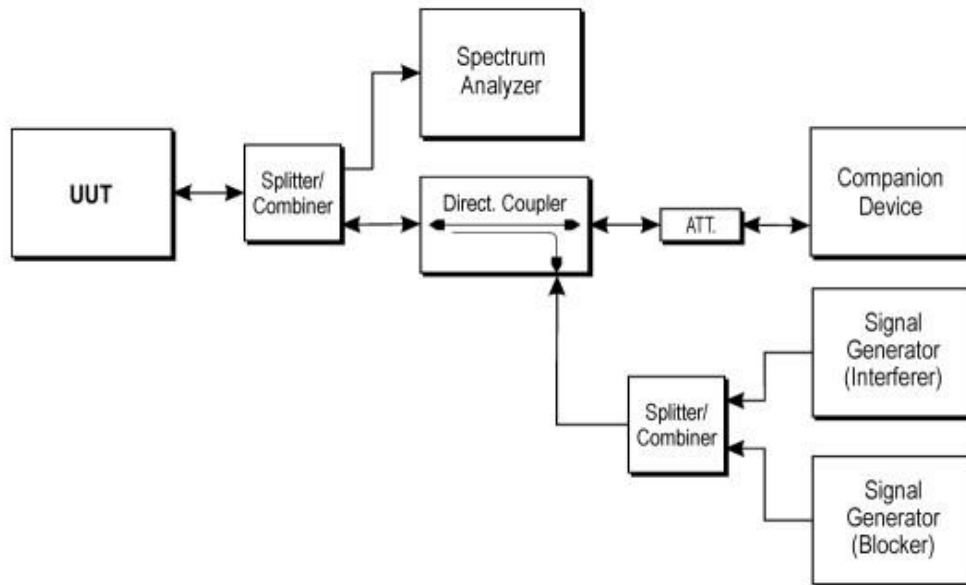 Spectrum
Analyzer
UUT
Splitter/
Combiner
Direct. Coupler
ATT.
Companion
Device
Signal
Generator
(Interferer)
Splitter/
Combiner
Signal
Generator
(Blocker)